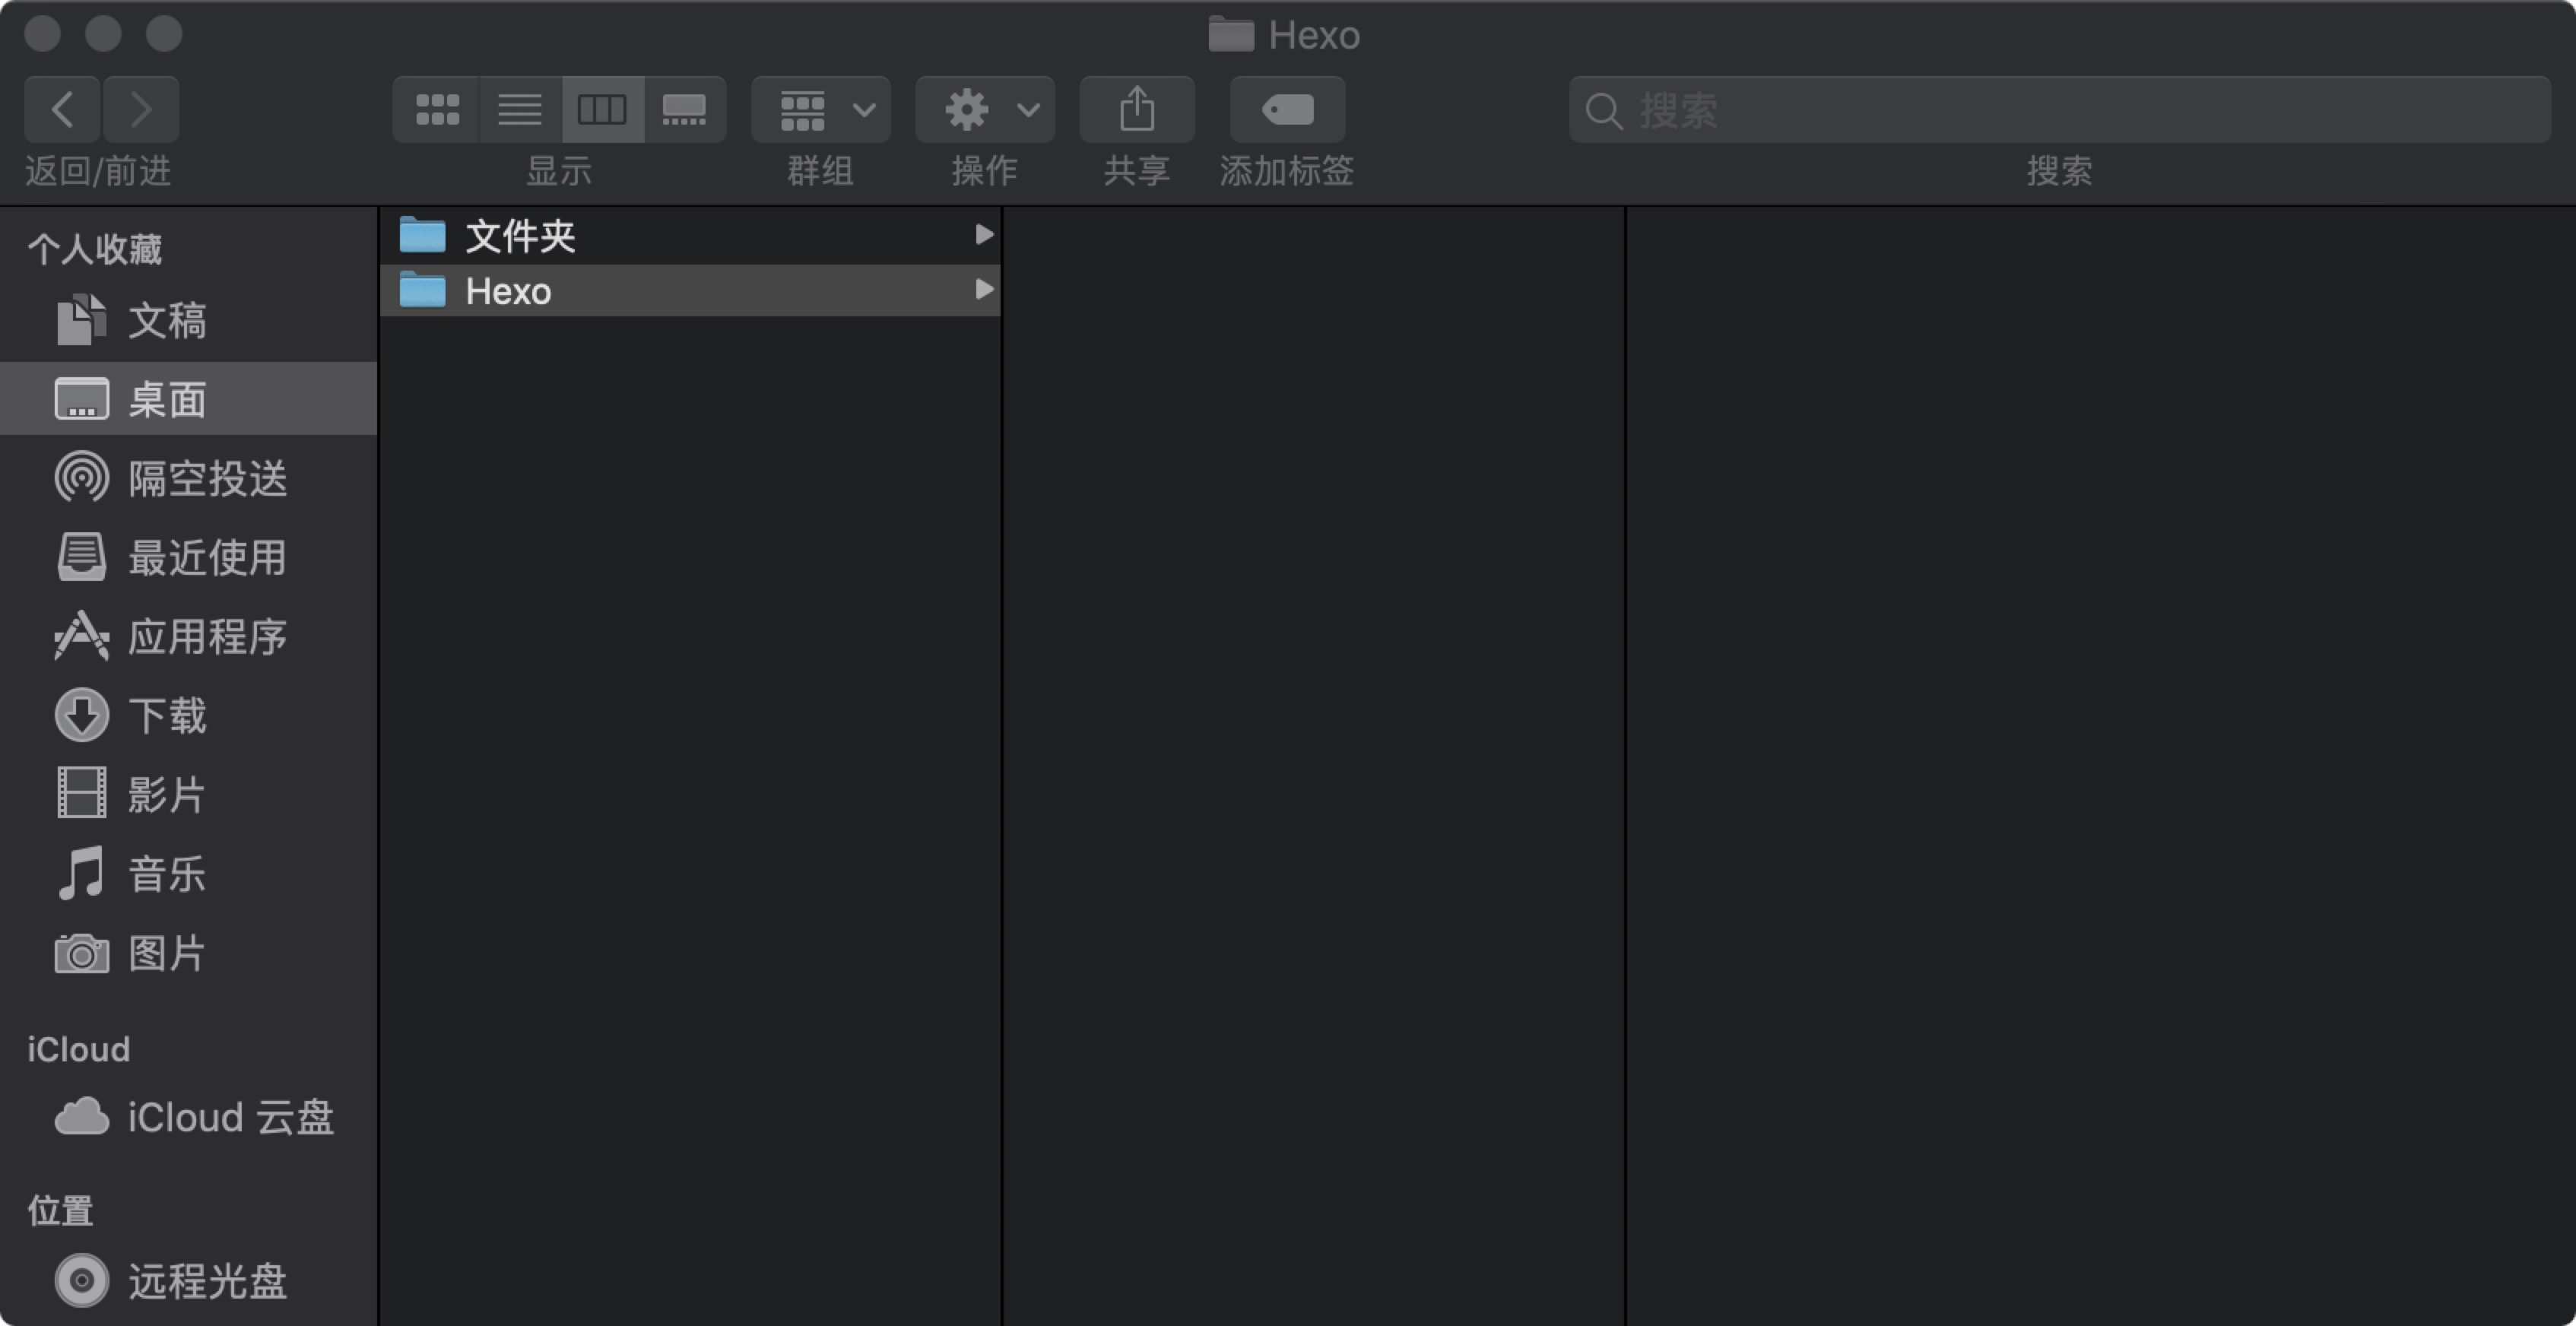 Hexo
搜索
返回/前进
显示
群组
操作
共享
添加标签
搜索
个人收藏
文稿
桌面
隔空投送
最近使用
应用程序
下载
影片
音乐
图片
iCloud
iCloud 云盘
位置
远程光盘
文件夹
Hexo